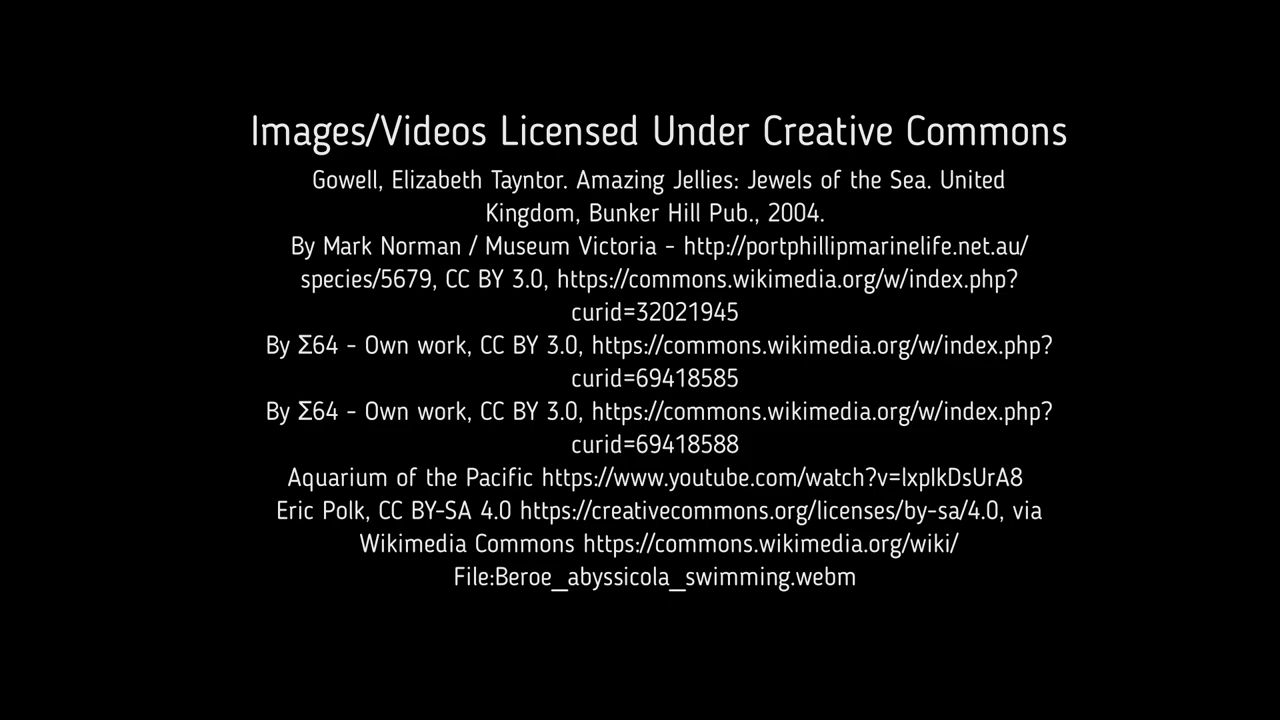 Images/Videos Licensed Under Creative Commons
Gowell, Elizabeth Tayntor. Amazing Jellies: Jewels of the Sea. United
Kingdom, Bunker Hill Pub., 2004.
By Mark Norman / Museum Victoria - http://portphillipmarinelife.net.au/
species/5679, CC BY 3.0, https://commons.wikimedia.org/w/index.php?
curid=32021945
By Σ64 - Own work, CC BY 3.0, https://commons.wikimedia.org/w/index.php?
curid=69418585
By Σ64 - Own work, CC BY 3.0, https://commons.wikimedia.org/w/index.php?
curid=69418588
Aquarium of the Pacific https://www.youtube.com/watch?v=lxpIkDsUrA8
Eric Polk, CC BY-SA 4.0 https://creativecommons.org/licenses/by-sa/4.0, via
Wikimedia Commons https://commons.wikimedia.org/wiki/
File:Beroe_abyssicola_swimming.webm